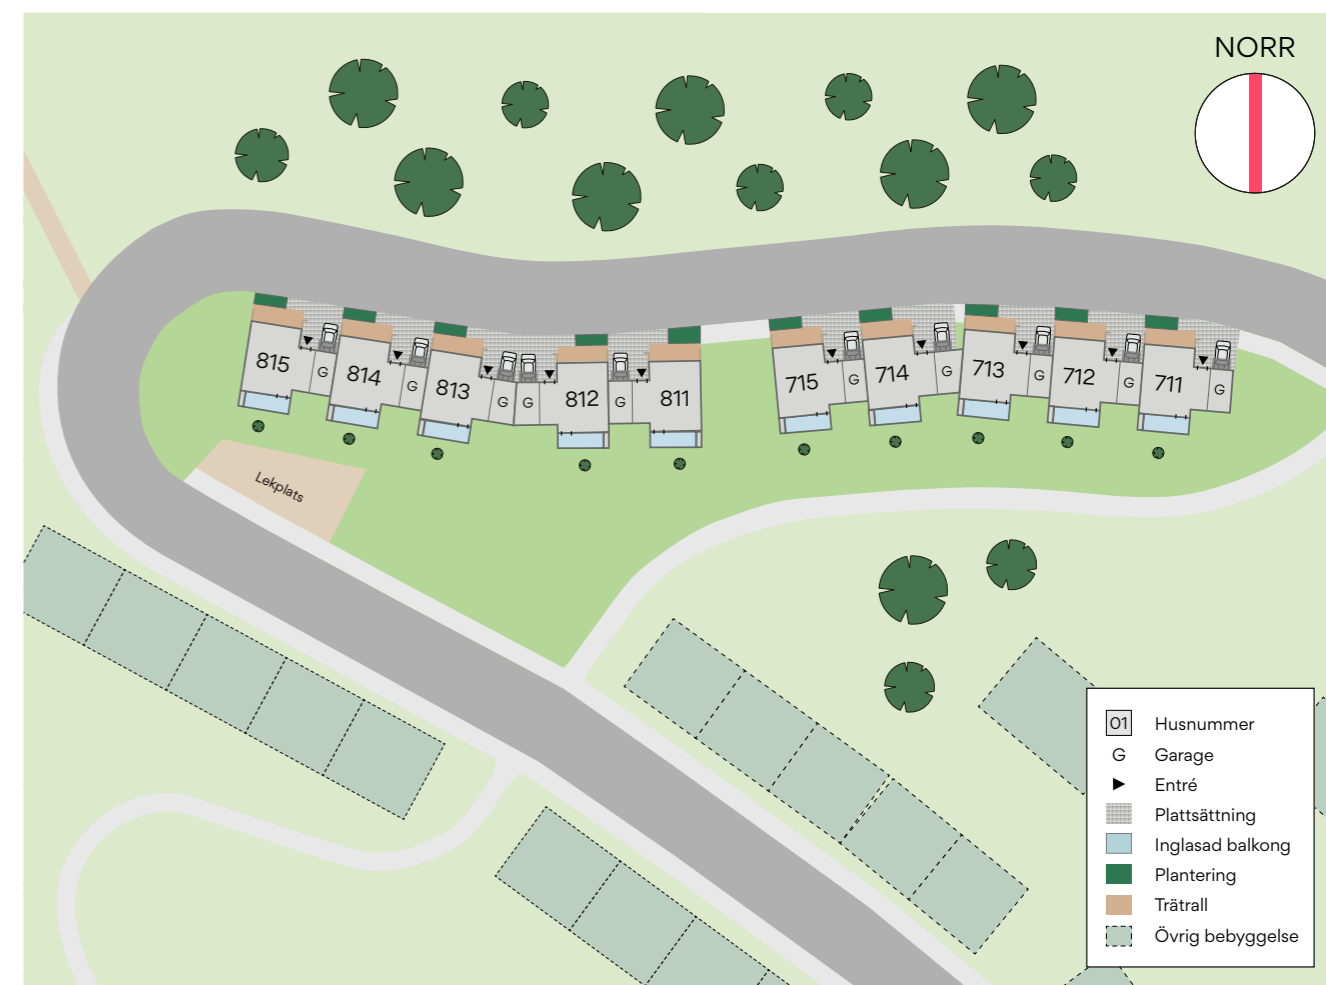 NORR
815
G
814
G
813
G
G
812
G
811
715
G
714
G
713
G
712
G
711
G
Lekplats
01 Husnummer
G Garage
Entré
Plattsättning
Inglasad balkong
Plantering
Trätrall
Övrig bebyggelse